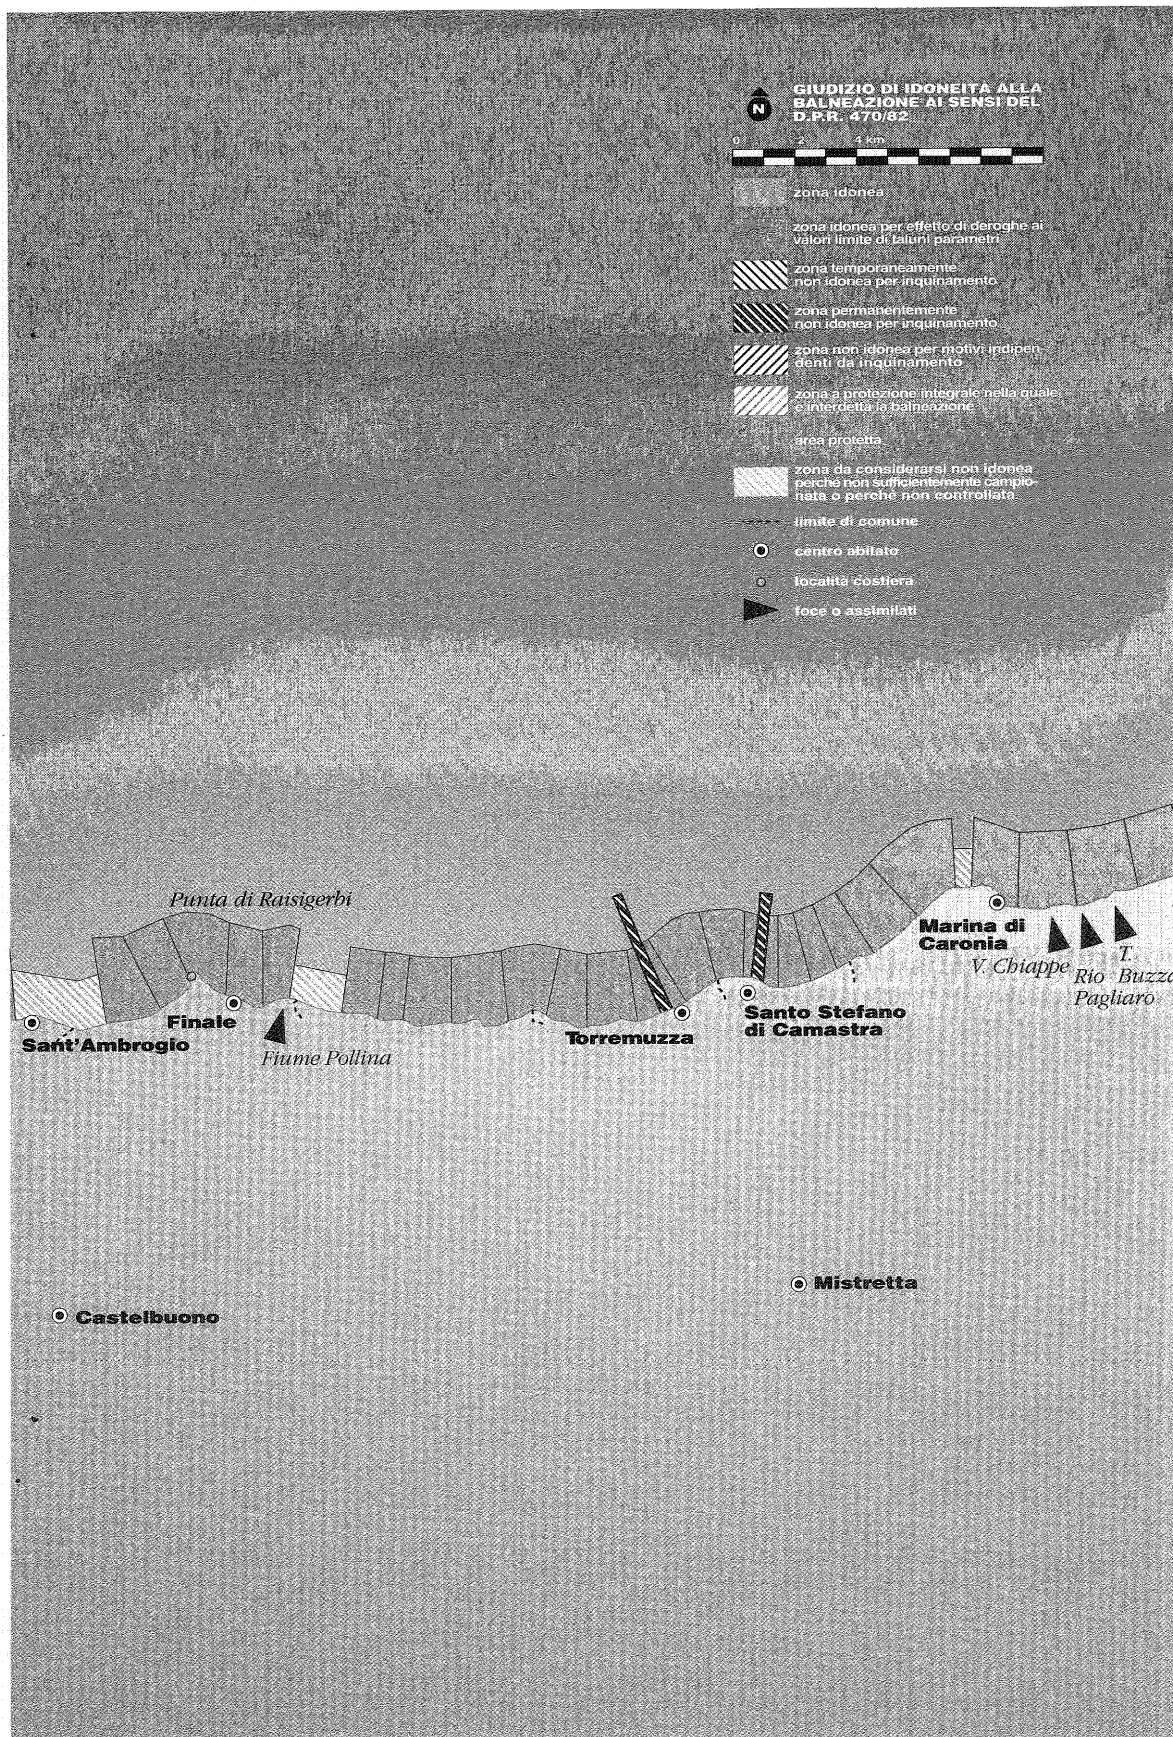 GIUDIZIO DI IDONEITÀ ALLA
BALNEAZIONE AI SENSI DEL
D.P.R. 470/82
N
0 2 4 km
zona idonea
zona idonea per effetto di deroghe ai
valori limite di taluni parametri
zona temporaneamente
non idonea per inquinamento
zona permanentemente
non idonea per inquinamento
zona non idonea per motivi indipen-
denti da inquinamento
zona a protezione integrale nella quale
è interdetta la balneazione
area protetta
zona da considerarsi non idonea
perché non sufficientemente campio-
nata o perché non controllata
limite di comune
centro abitato
località costiera
foce o assimilati
Punta di Raisigerbi
Marina di
Caronia
V. Chiappe
Rio
Pagliaro
T.
Buzza
Finale
Sant'Ambrogio
Fiume Pollina
Torremuzza
Santo Stefano
di Camastra
Mistretta
Castelbuono